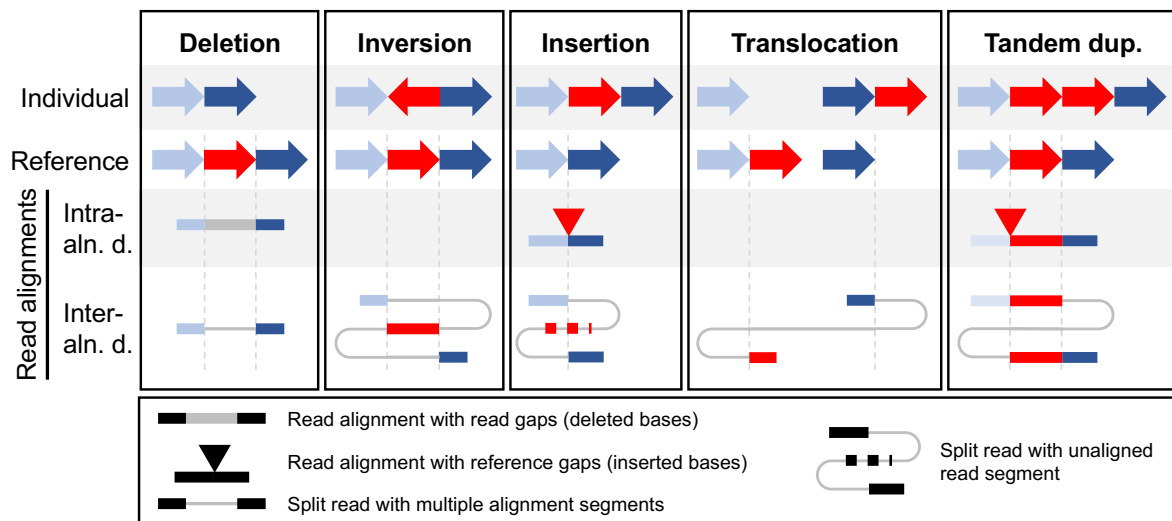 Deletion
Inversion
Insertion
Translocation
Tandem dup.
Individual
Reference
Read alignments
Intra-
aln. d.
Inter-
aln. d.
Read alignment with read gaps (deleted bases)
Read alignment with reference gaps (inserted bases)
Split read with multiple alignment segments
Split read with unaligned
read segment